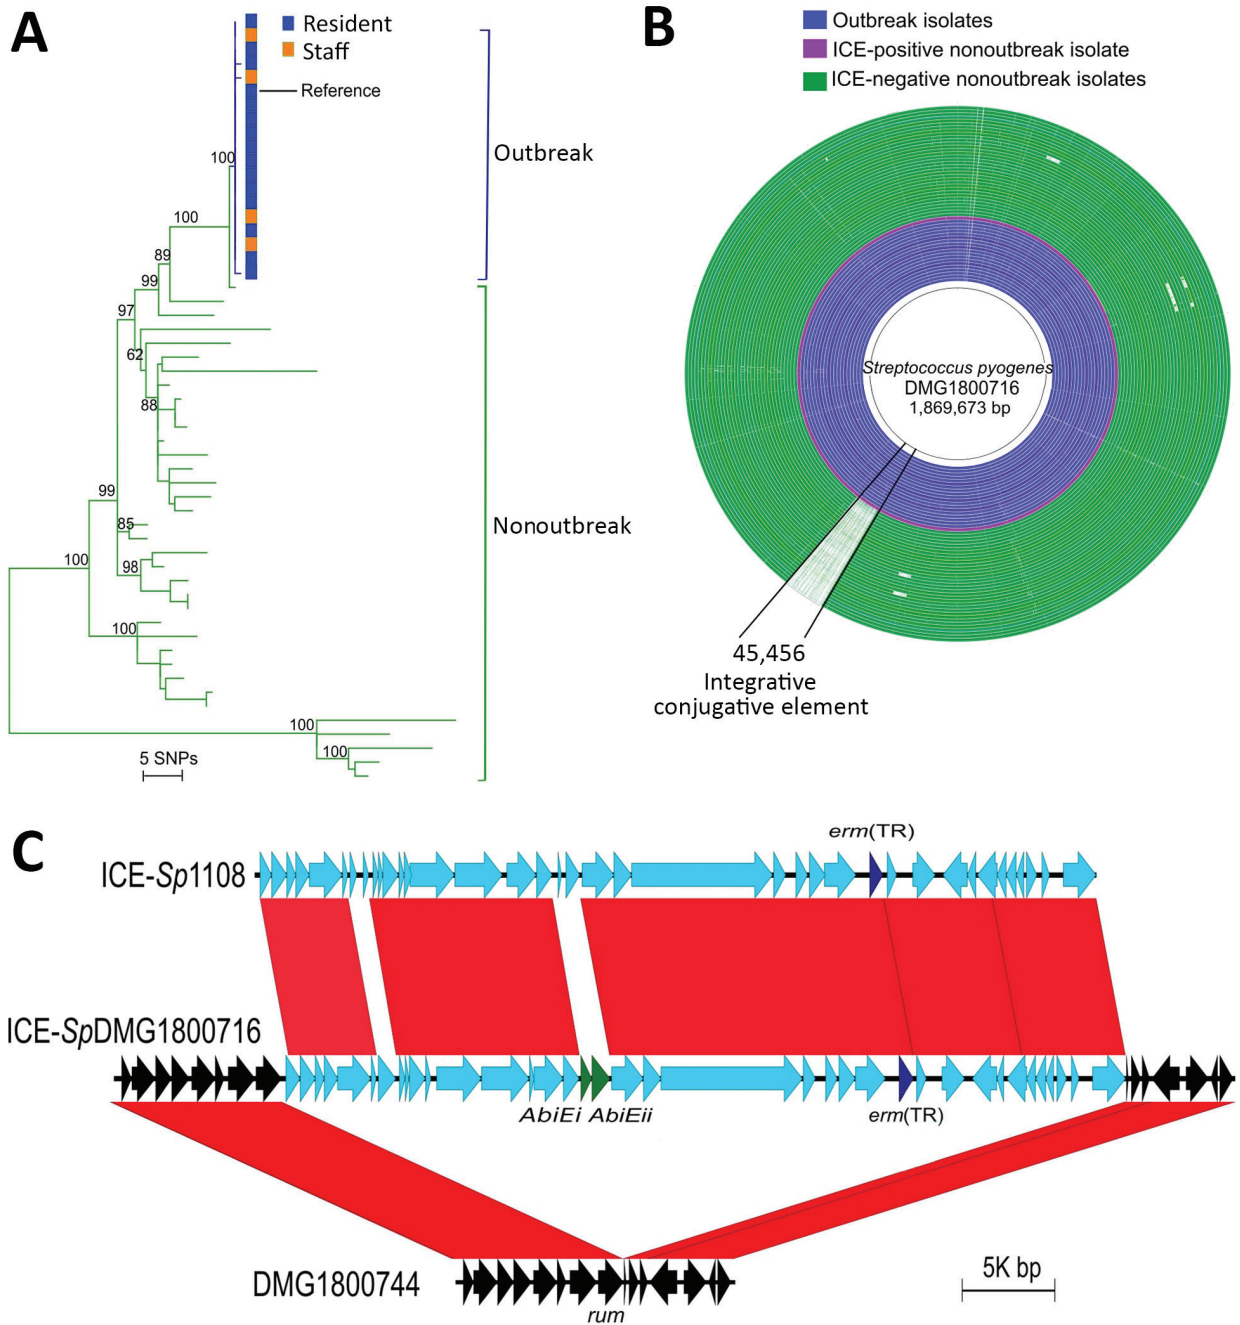 A
Resident
Staff
Reference
Outbreak
100
100
89
99
97
62
88
99
85
100
98
100
Nonoutbreak
100
100
5 SNPs
B
Outbreak isolates
ICE-positive nonoutbreak isolate
ICE-negative nonoutbreak isolates
Streptococcus pyogenes
DMG1800716
1,869,673 bp
45,456
Integrative
conjugative element
C
erm(TR)
ICE-Sp1108
ICE-SpDMG1800716
AbiEi AbiEii
erm(TR)
DMG1800744
rum
5K bp